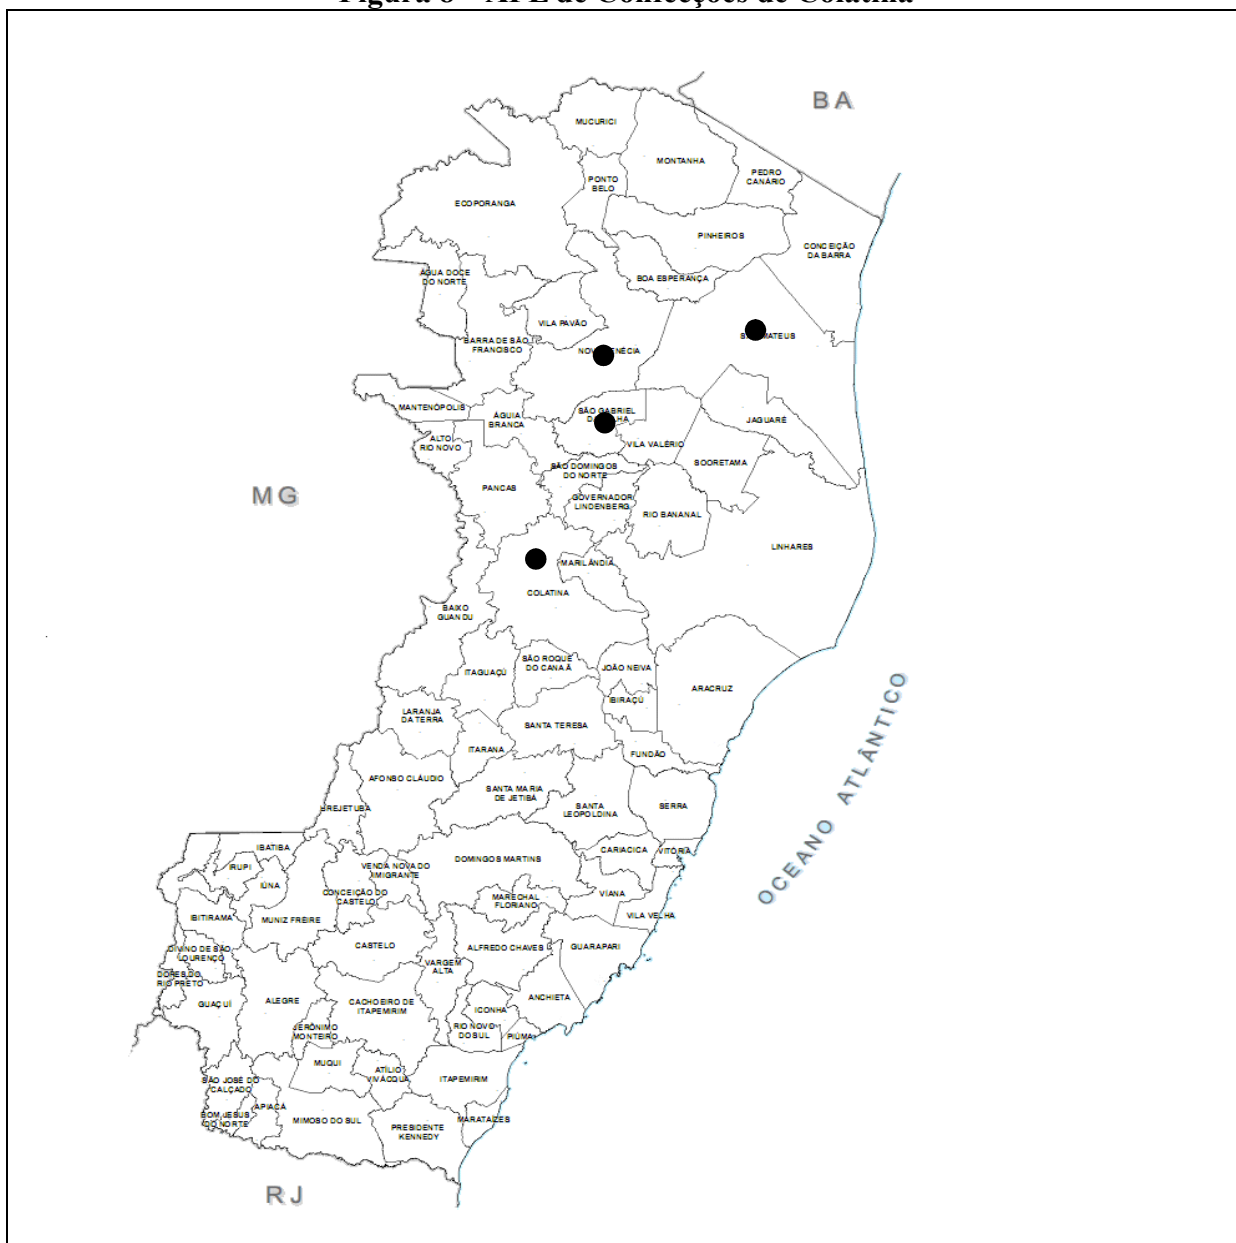 Figura 8 - APL de Confecções de Colatina
BA
MUCURICI
MONTANHA
PEDRO
CANÁRIO
PONTO
BELO
ECOPORANGA
PINHEIROS
CONCEIÇÃO
DA BARRA
ÁGUA DOCE
DO NORTE
BOA ESPERANÇA
VILA PAVÃO
BARRA DE SÃO
FRANCISCO
MATEUS
MANTENÓPOLIS
ÁGUIA
BRANCA
SÃO GABRIEL
JAGUARÉ
ALTO
RIO NOVO
VILA VALÉRIO
SOORETAMA
SÃO DOMINGOS
DO NORTE
PANCAS
MG
GOVERNADOR
LINDENBERG
RIO BANANAL
LINHARES
MARILÂNDIA
COLATINA
BAIXO
GUANDU
SÃO ROQUE
DO CANAÃ
JOÃO NEIVA
ITAGUAÇÚ
ARACRUZ
IBIRAÇÚ
LARANJA
DA TERRA
SANTA TERESA
ITARANA
FUNDÃO
OCEANO ATLÂNTICO
AFONSO CLÁUDIO
SANTA MARIA
DE JETIBÁ
SANTA
LEOPOLDINA
SERRA
BREJETUBA
IBATIBA
CARIACICA
VITÓRIA
IRUPI
VENDA NOVA DO
IMIGRANTE
DOMINGOS MARTINS
IÚNA
CONCEIÇÃO DO
CASTELO
MARECHAL
FLORIANO
VIANA
IBITIRAMA
MUNIZ FREIRE
VILA VELHA
CASTELO
ALFREDO CHAVES
GUARAPARI
DIVINO DE SÃO
LOURENÇO
VARGEM
ALTA
DORES DO
RIO PRETO
GUAÇUÍ
ALEGRE
CACHOEIRO DE
ITAPEMIRIM
ANCHIETA
ICONHA
JERÔNIMO
MONTEIRO
RIO NOVO
DO SUL
PIÚMA
MUQUI
ATÍLIO
VIVÁCQUA
ITAPEMIRIM
SÃO JOSÉ DO
CALÇADO
APIACÁ
BOM JESUS
DO NORTE
MIMOSO DO SUL
PRESIDENTE
KENNEDY
MARATAÍZES
RJ